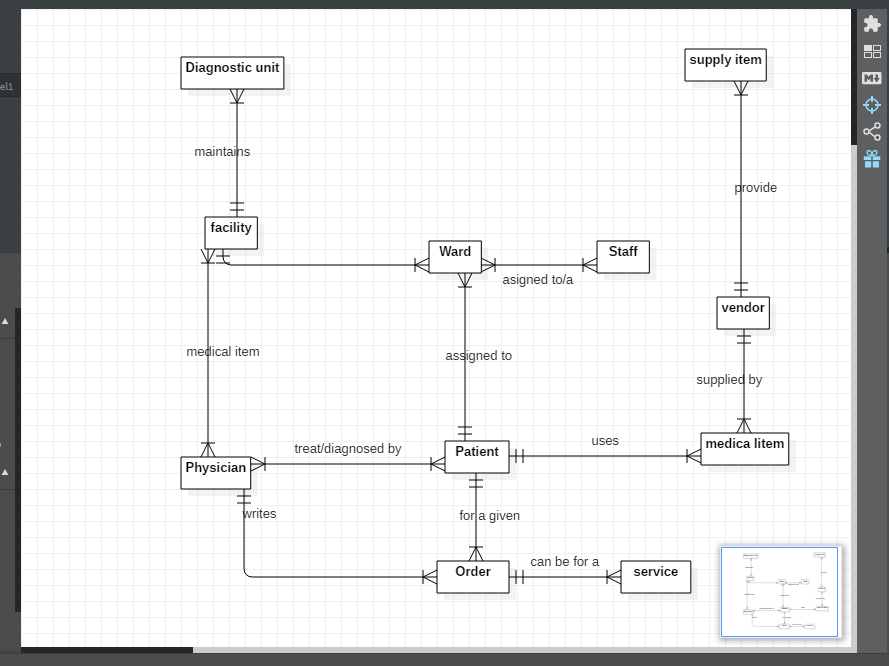 Diagnostic unit
supply item
el1
maintains
provide
facility
Ward
Staff
asigned to/a
vendor
medical item
assigned to
supplied by
treat/diagnosed by
Patient
uses
medica litem
Physician
writes
for a given
Order
can be for a
service
M